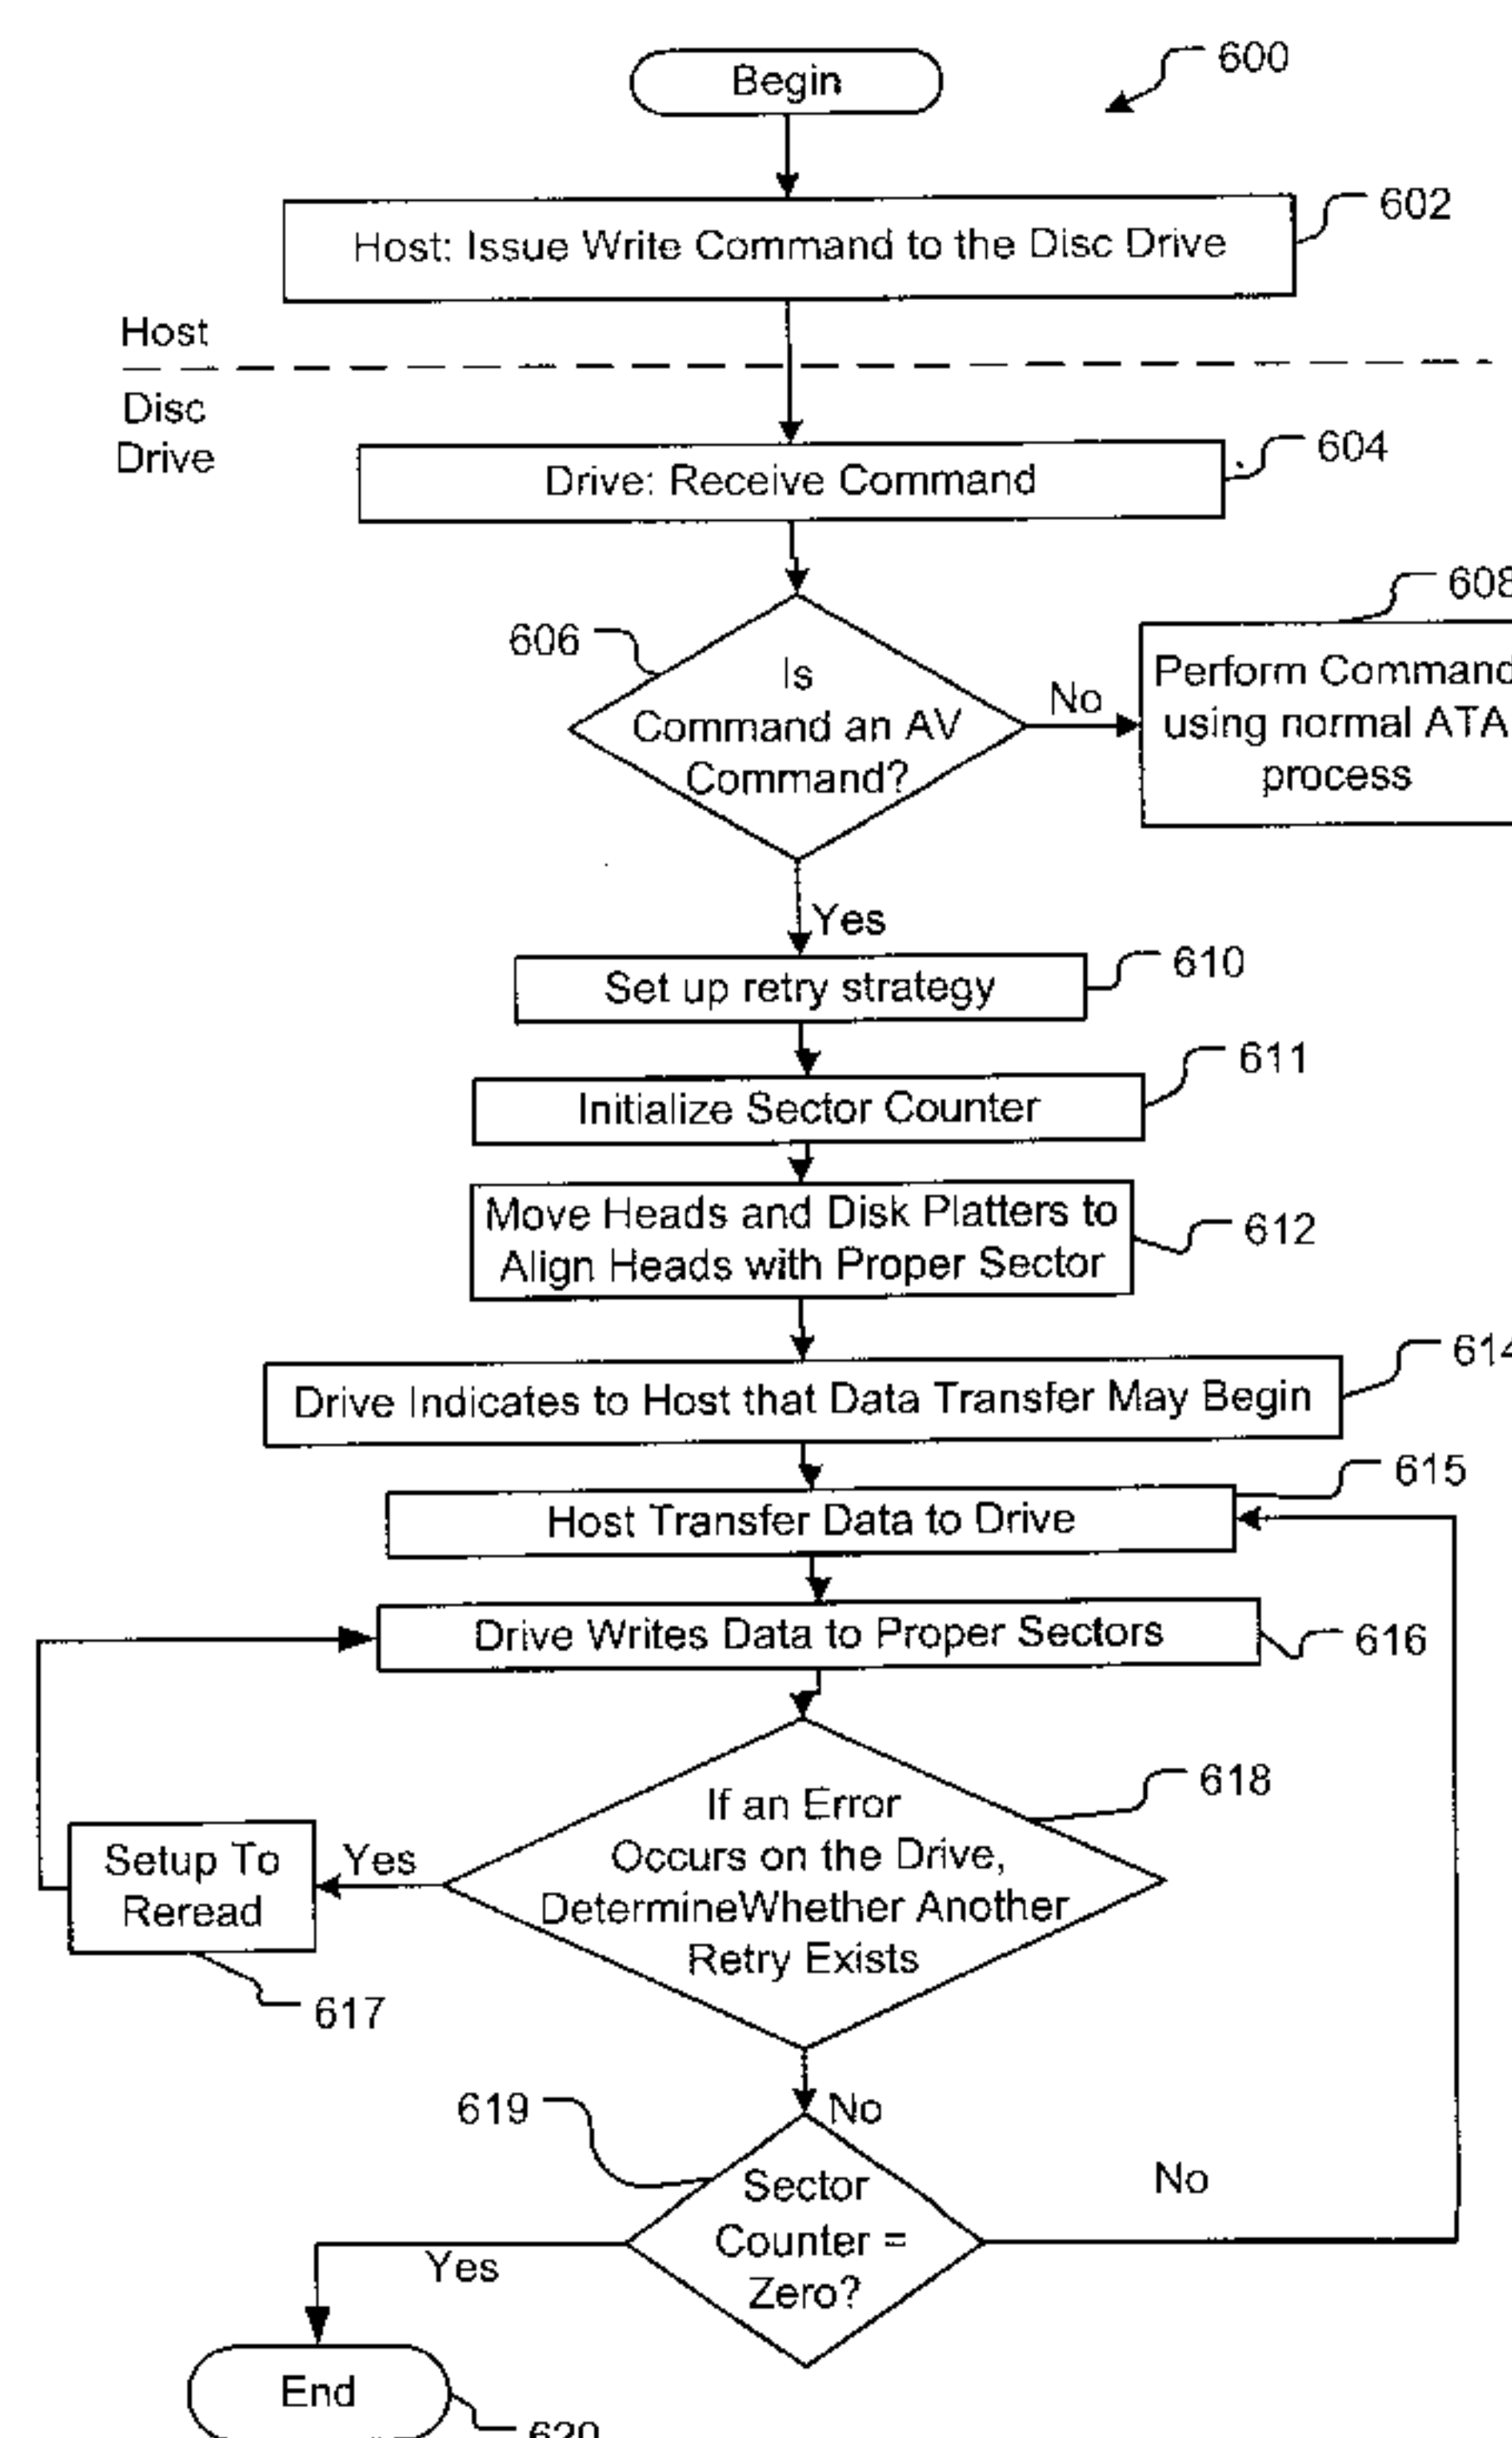 Begin
600
Host: Issue Write Command to the Disc Drive
602
Host
Disc
Drive
Drive: Receive Command
604
606
Is
Command an AV
Command?
No
608
Perform Command
using normal ATA
process
Yes
Set up retry strategy
610
Initialize Sector Counter
611
Move Heads and Disk Platters to
Align Heads with Proper Sector
612
Drive Indicates to Host that Data Transfer May Begin
614
615
Host Transfer Data to Drive
Drive Writes Data to Proper Sectors
616
618
If an Error
Occurs on the Drive,
DetermineWhether Another
Retry Exists
Yes
Setup To
Reread
617
No
619
Sector
Counter =
Zero?
No
Yes
End
620